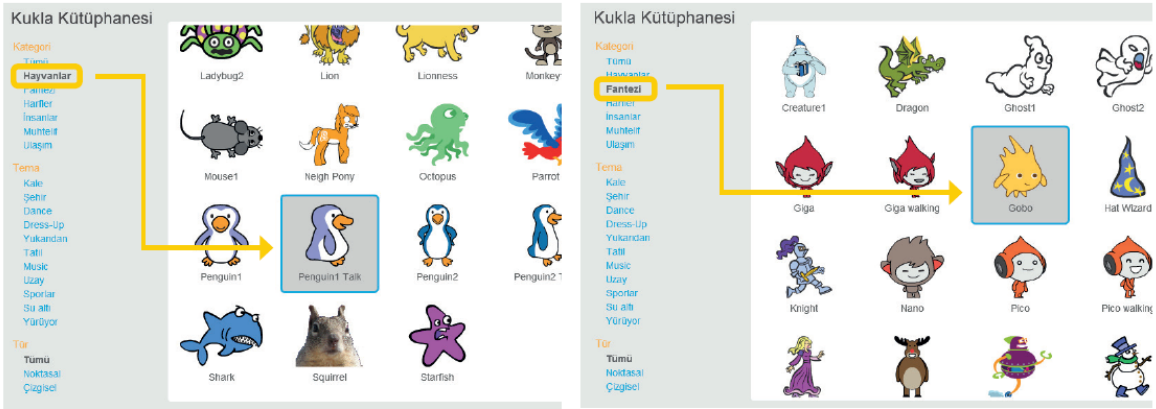 Kukla Kütüphanesi
Kategori
Tümü
Hayvanlar
Fantezi
Harfler
İnsanlar
Muhtelif
Ulaşım
Tema
Kale
Şehir
Dance
Dress-Up
Yukarıdan
Tatil
Music
Uzay
Sporlar
Su altı
Yürüyor
Tür
Tümü
Noktasal
Çizgisel
Ladybug2 Lion Lionness Monkey
Mouse1 Neigh Pony Octopus Parrot
Penguin1 Penguin1 Talk Penguin2 Penguin2 T
Shark Squirrel Starfish
Kukla Kütüphanesi
Kategori
Tümü
Hayvanlar
Fantezi
Harfler
İnsanlar
Muhtelif
Ulaşım
Tema
Kale
Şehir
Dance
Dress-Up
Yukarıdan
Tatil
Music
Uzay
Sporlar
Su altı
Yürüyor
Tür
Tümü
Noktasal
Çizgisel
Creature1 Dragon Ghost1 Ghost2
Giga Giga walking Gobo Hat Wizard
Knight Nano Pico Pico walking